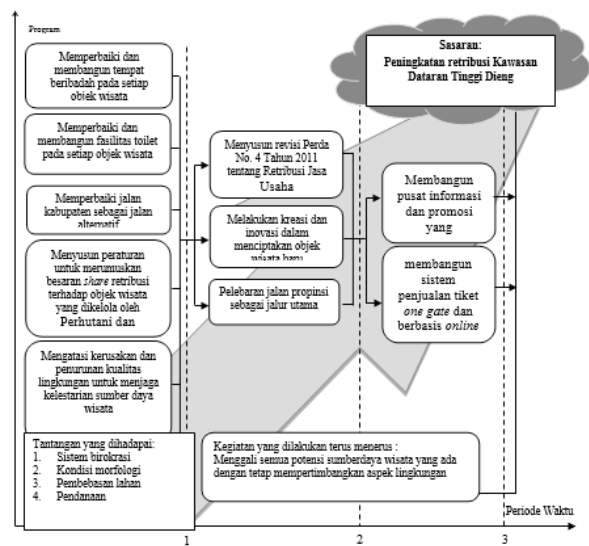 Program
Memperbaiki dan
membangun tempat
beribadah pada setiap
objek wisata
Memperbaiki dan
membangun fasilitas toilet
pada setiap objek wisata
Memperbaiki jalan
kabupaten sebagai jalan
alternatif
Menyusun peraturan
untuk merumuskan
besaran share retribusi
terhadap objek wisata
yang dikelola oleh
Perhutani dan
Mengatasi kerusakan dan
penurunan kualitas
lingkungan untuk menjaga
kelestarian sumber daya
wisata
Menyusun revisi Perda
No. 4 Tahun 2011
tentang Retribusi Jasa
Usaha
Melakukan kreasi dan
inovasi dalam
menciptakan objek
wisata baru
Pelebaran jalan propinsi
sebagai jalur utama
Sasaran:
Peningkatan retribusi Kawasan
Dataran Tinggi Dieng
Membangun
pusat informasi
dan promosi
yang
membangun
sistem
penjualan tiket
one gate dan
berbasis online
Tantangan yang dihadapi:
1. Sistem birokrasi
2. Kondisi morfologi
3. Pembebasan lahan
4. Pendanaan
Kegiatan yang dilakukan terus menerus :
Menggali semua potensi sumberdaya wisata yang ada
dengan tetap mempertimbangkan aspek lingkungan
Periode Waktu
1
2
3